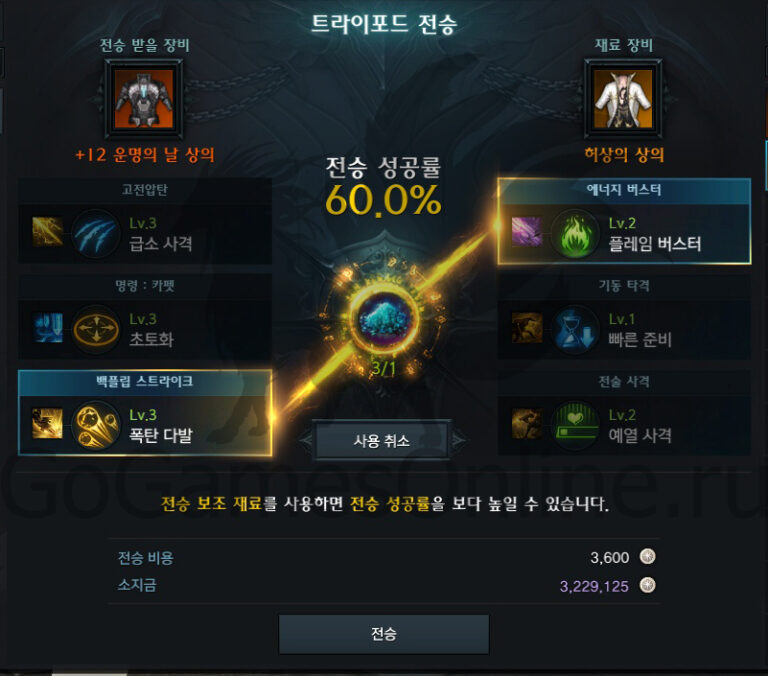 트라이포드 전승
전승 받을 장비
재료 장비
+12 운명의 날 상의
허상의 상의
전승 성공률
60.0%
고전압탄
Lv.3
급소 사격
명령 : 카펫
Lv.3
초토화
백플립 스트라이크
Lv.3
폭탄 다발
에너지 버스터
Lv.2
플레임 버스터
기동 타격
Lv.1
빠른 준비
전술 사격
Lv.2
예열 사격
3/1
사용 취소
GoGamesOnline.ru
전승 보조 재료를 사용하면 전승 성공률을 보다 높일 수 있습니다.
전승 비용 3,600
소지금 3,229,125
전승